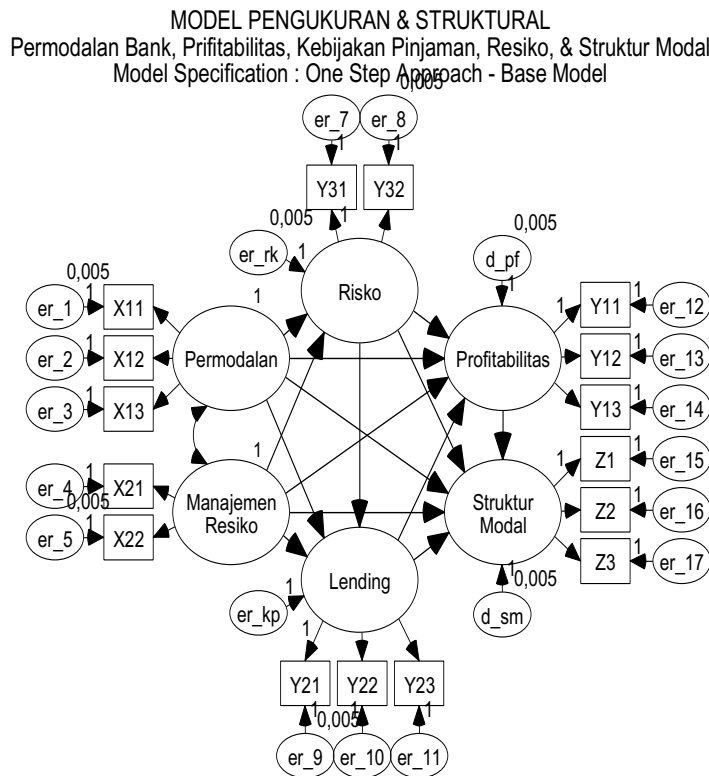 MODEL PENGUKURAN & STRUKTURAL
Permodalan Bank, Prifitabilitas, Kebijakan Pinjaman, Resiko, & Struktur Modal
Model Specification : One Step Approach - Base Model
0,005
er_7
er_8
1
1
Y31
Y32
0,005
1
0,005
er_rk
1
d_pf
0,005
1
1
Risko
1
er_1
1
X11
Permodalan
Profitabilitas
1
Y11
1
er_12
er_2
1
X12
Y12
1
er_13
er_3
1
X13
Y13
1
er_14
1
er_4
1
X21
Manajemen
Resiko
Struktur
Modal
1
Z1
1
er_15
0,005
er_5
1
X22
Z2
1
er_16
Z3
1
er_17
Lending
1
0,005
er_kp
1
d_sm
1
Y21
Y22
Y23
1
0,005
1
1
er_9
er_10
er_11